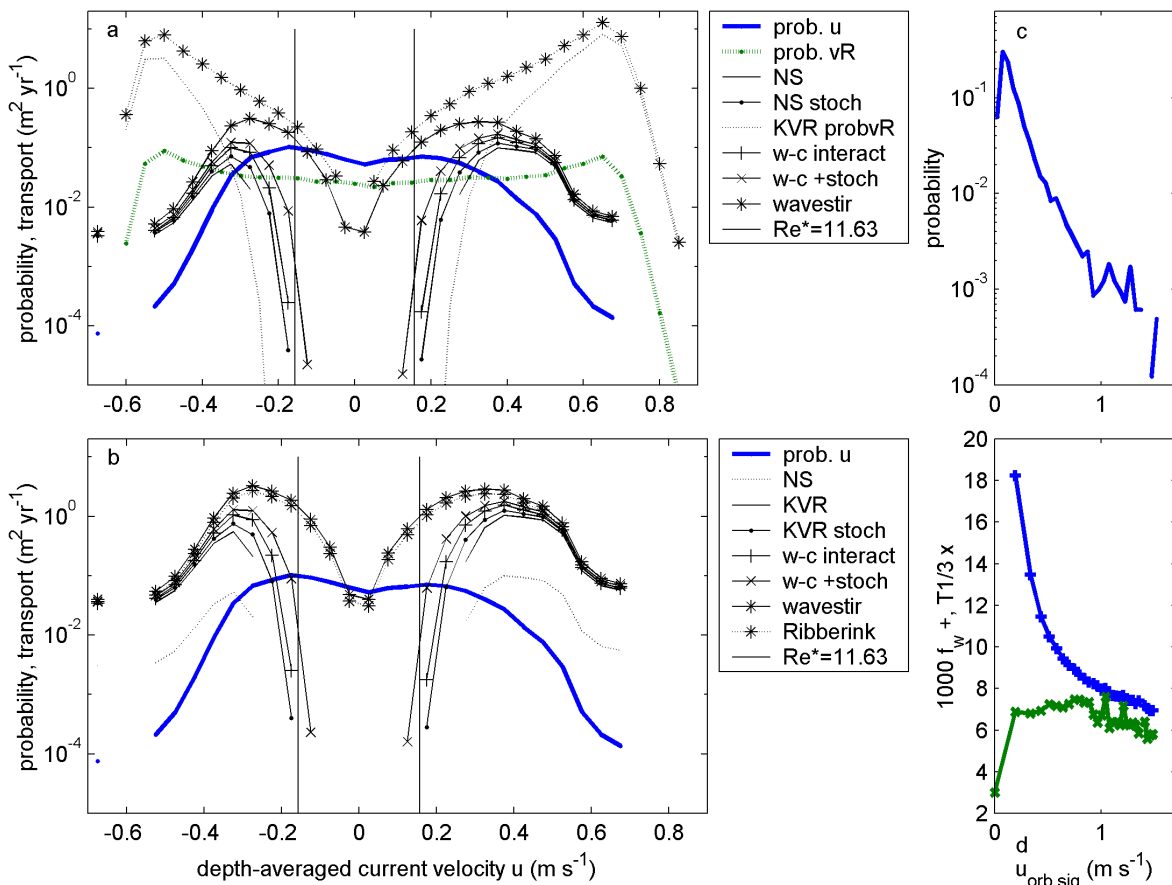 a
probability, transport (m² yr⁻¹)
10⁰
10⁻²
10⁻⁴
-0.6 -0.4 -0.2 0 0.2 0.4 0.6 0.8
prob. u
prob. vR
NS
NS stoch
KVR probvR
w-c interact
w-c +stoch
wavestir
Re*=11.63
c
probability
10⁻¹
10⁻²
10⁻³
10⁻⁴
0 1
b
probability, transport (m² yr⁻¹)
10⁰
10⁻²
10⁻⁴
-0.6 -0.4 -0.2 0 0.2 0.4 0.6
depth-averaged current velocity u (m s⁻¹)
prob. u
NS
KVR
KVR stoch
w-c interact
w-c +stoch
wavestir
Ribberink
Re*=11.63
1000 f_w +, T1/3 x
20
18
16
14
12
10
8
6
4
2
0 1
d
u_orb sig (m s⁻¹)